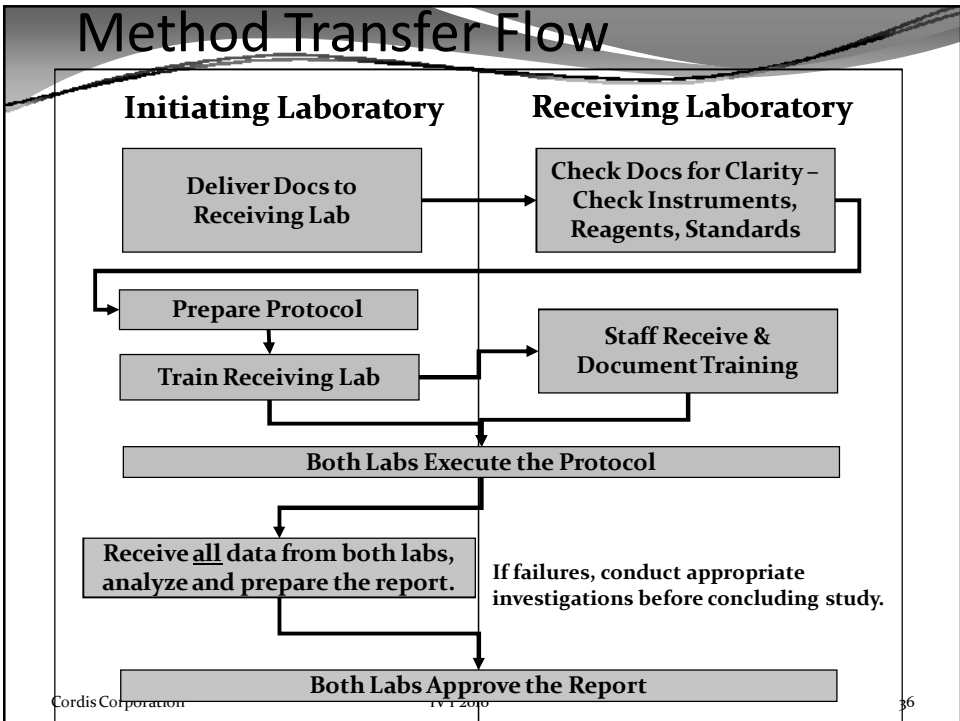 Method Transfer Flow
Initiating Laboratory
Receiving Laboratory
Deliver Docs to
Receiving Lab
Check Docs for Clarity –
Check Instruments,
Reagents, Standards
Prepare Protocol
Train Receiving Lab
Staff Receive &
Document Training
Both Labs Execute the Protocol
Receive all data from both labs,
analyze and prepare the report.
If failures, conduct appropriate
investigations before concluding study.
Both Labs Approve the Report
Cordis Corporation
36